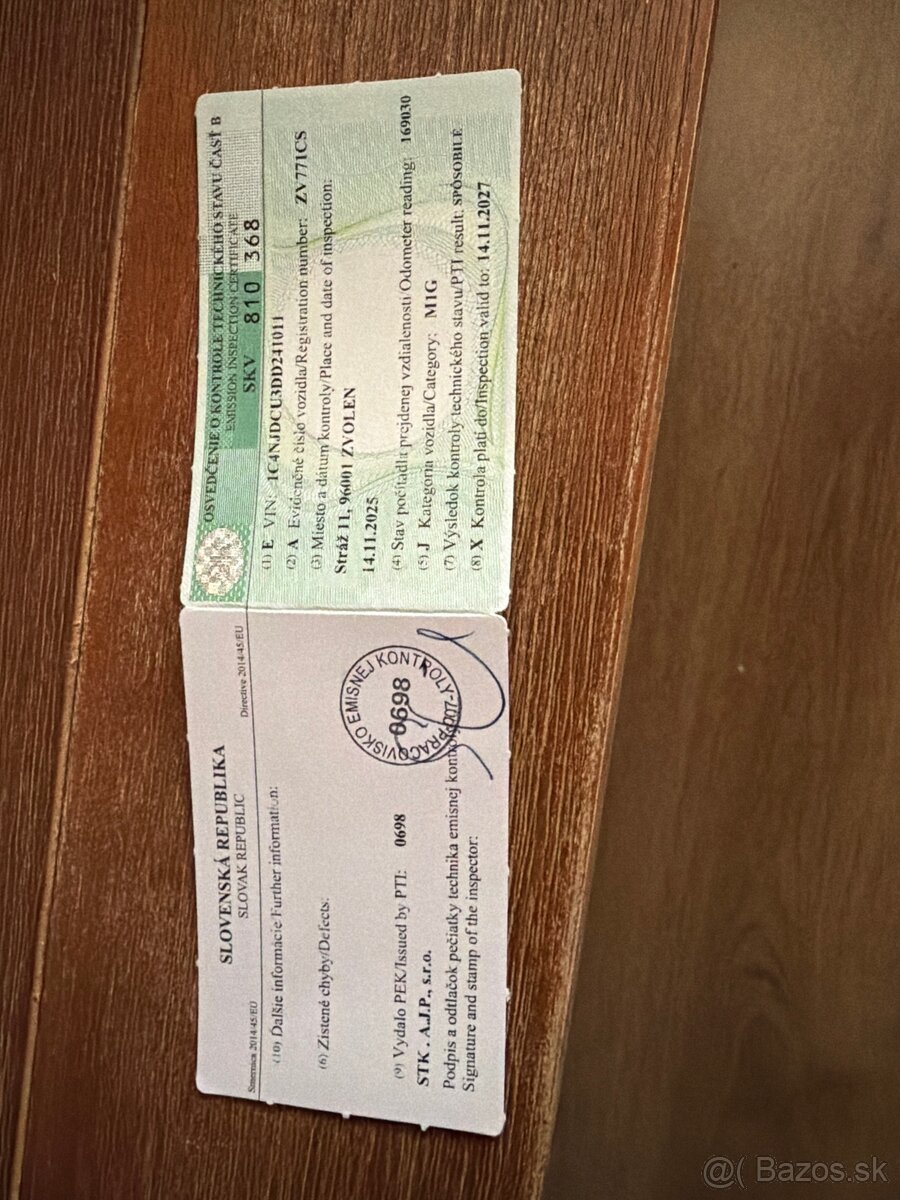 SLOVENSKÁ REPUBLIKA
SLOVAK REPUBLIC
Smernica 2014/45/EÚ
Directive 2014/45/EU
(10) Ďalšie informácie/Further information:
(6) Zistené chyby/Defects:
(9) Vydalo PEK/Issued by PTI: 0698
STK . A.J.P., s.r.o.
Podpis a odtlačok pečiatky technika emisnej kontroly
Signature and stamp of the inspector:
PRACOVISKO EMISNEJ KONTROLY
0698
OSVEDČENIE O KONTROLE TECHNICKÉHO STAVU ČASŤ B
EMISSION INSPECTION CERTIFICATE
SKV 810 368
(1) E VIN: 1C4NJDCU3DD241011
(2) A Evidenčné číslo vozidla/Registration number: ZV771CS
(3) Miesto a dátum kontroly/Place and date of inspection:
Stráž 11, 96001 ZVOLEN
14.11.2025
(4) Stav počítadla prejdenej vzdialenosti/Odometer reading: 169030
(5) J Kategória vozidla/Category: M1G
(7) Výsledok kontroly technického stavu/PTI result: SPÔSOBILÉ
(8) X Kontrola platí do/Inspection valid to: 14.11.2027
@( Bazos.sk